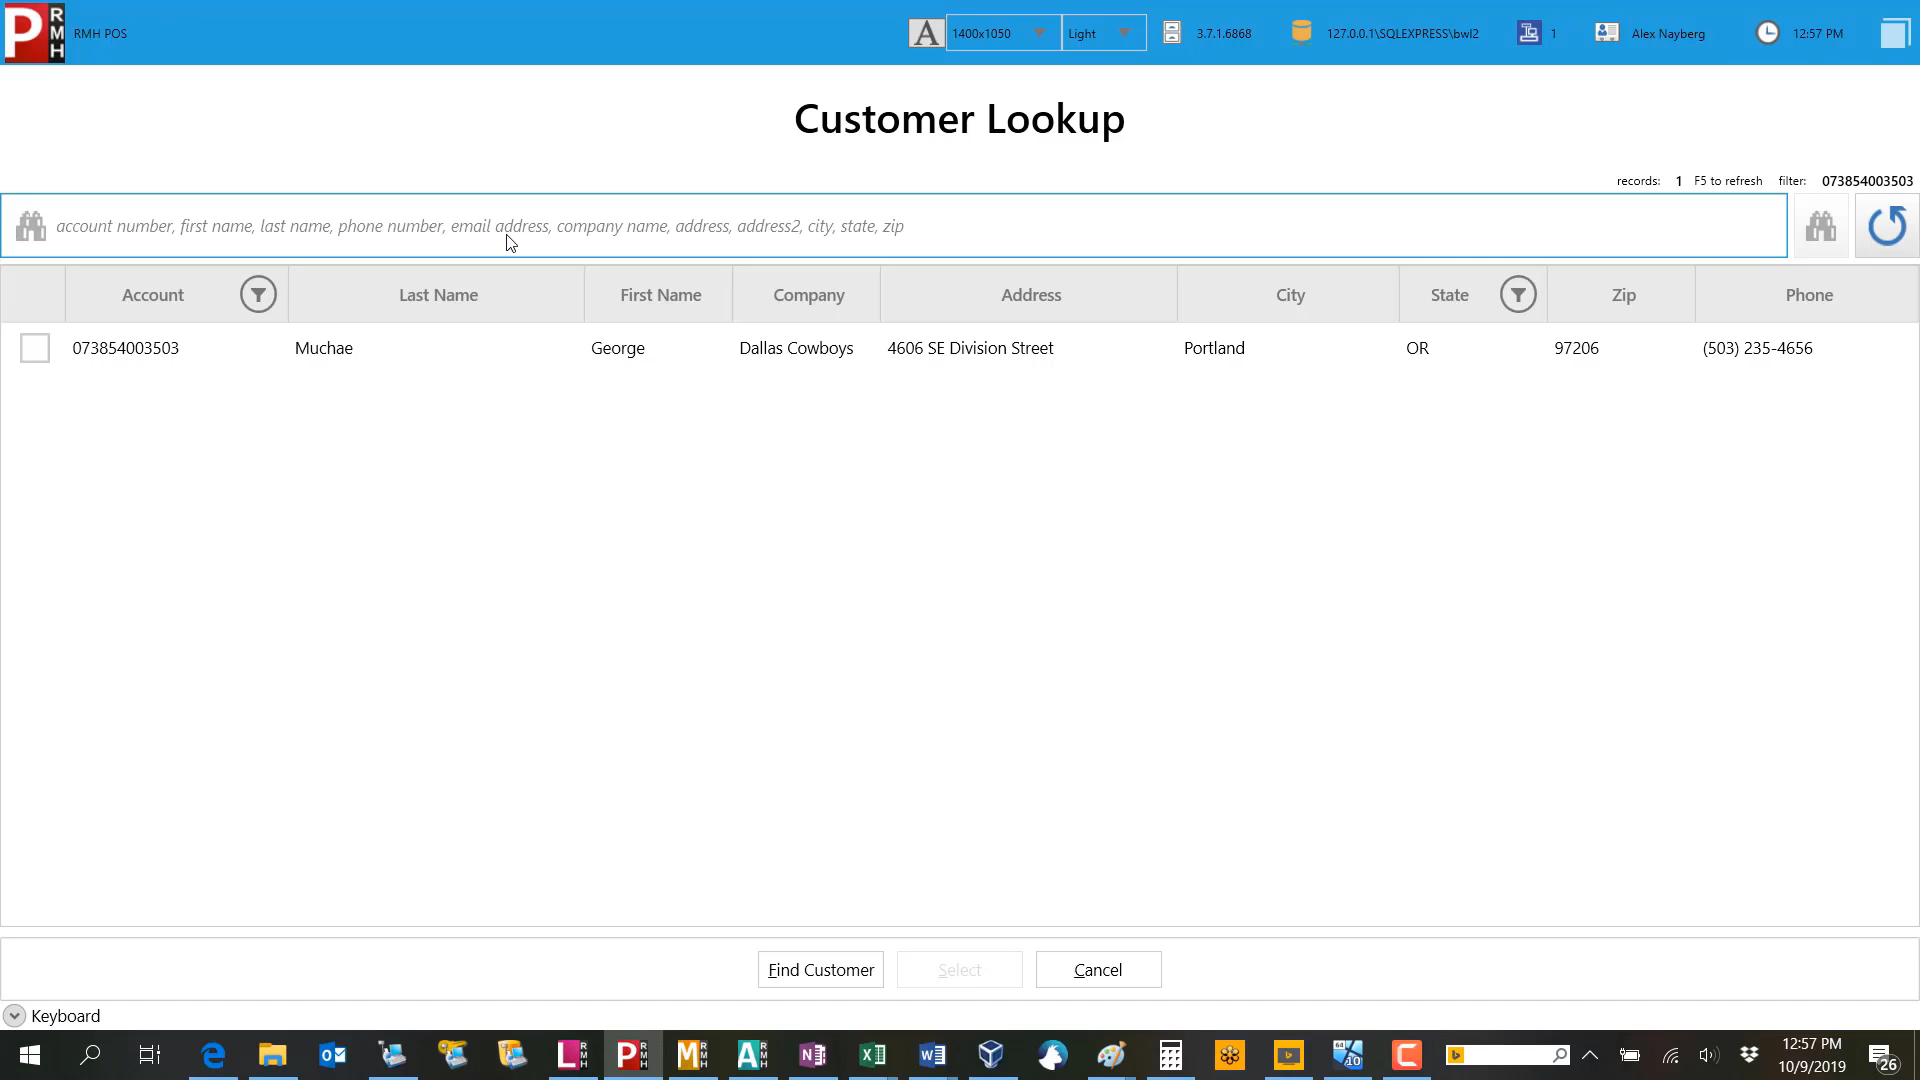 P RMH RMH POS A 1400x1050 Light 3.7.1.6868 127.0.0.1\SQLEXPRESS\bwl2 1 Alex Nayberg 12:57 PM
Customer Lookup
records: 1 F5 to refresh filter: 073854003503
account number, first name, last name, phone number, email address, company name, address, address2, city, state, zip
Account Last Name First Name Company Address City State Zip Phone
073854003503 Muchae George Dallas Cowboys 4606 SE Division Street Portland OR 97206 (503) 235-4656
Find Customer Select Cancel
Keyboard
12:57 PM
10/9/2019
26